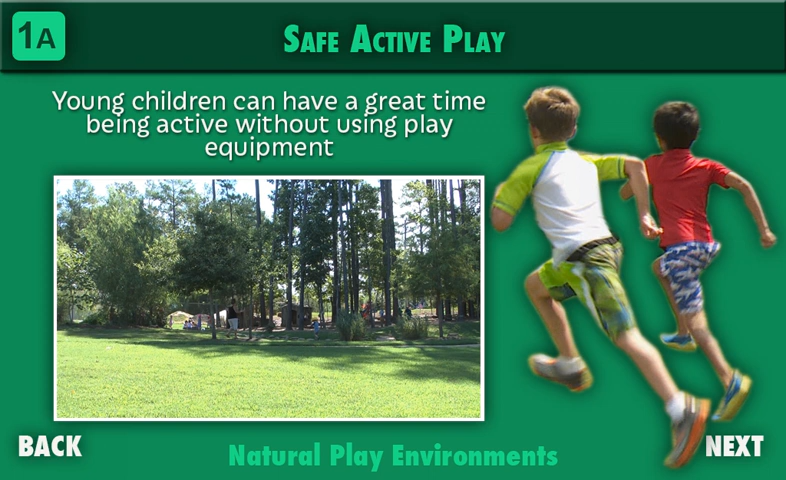 1A
Safe Active Play
Young children can have a great time
being active without using play
equipment
BACK
Natural Play Environments
NEXT